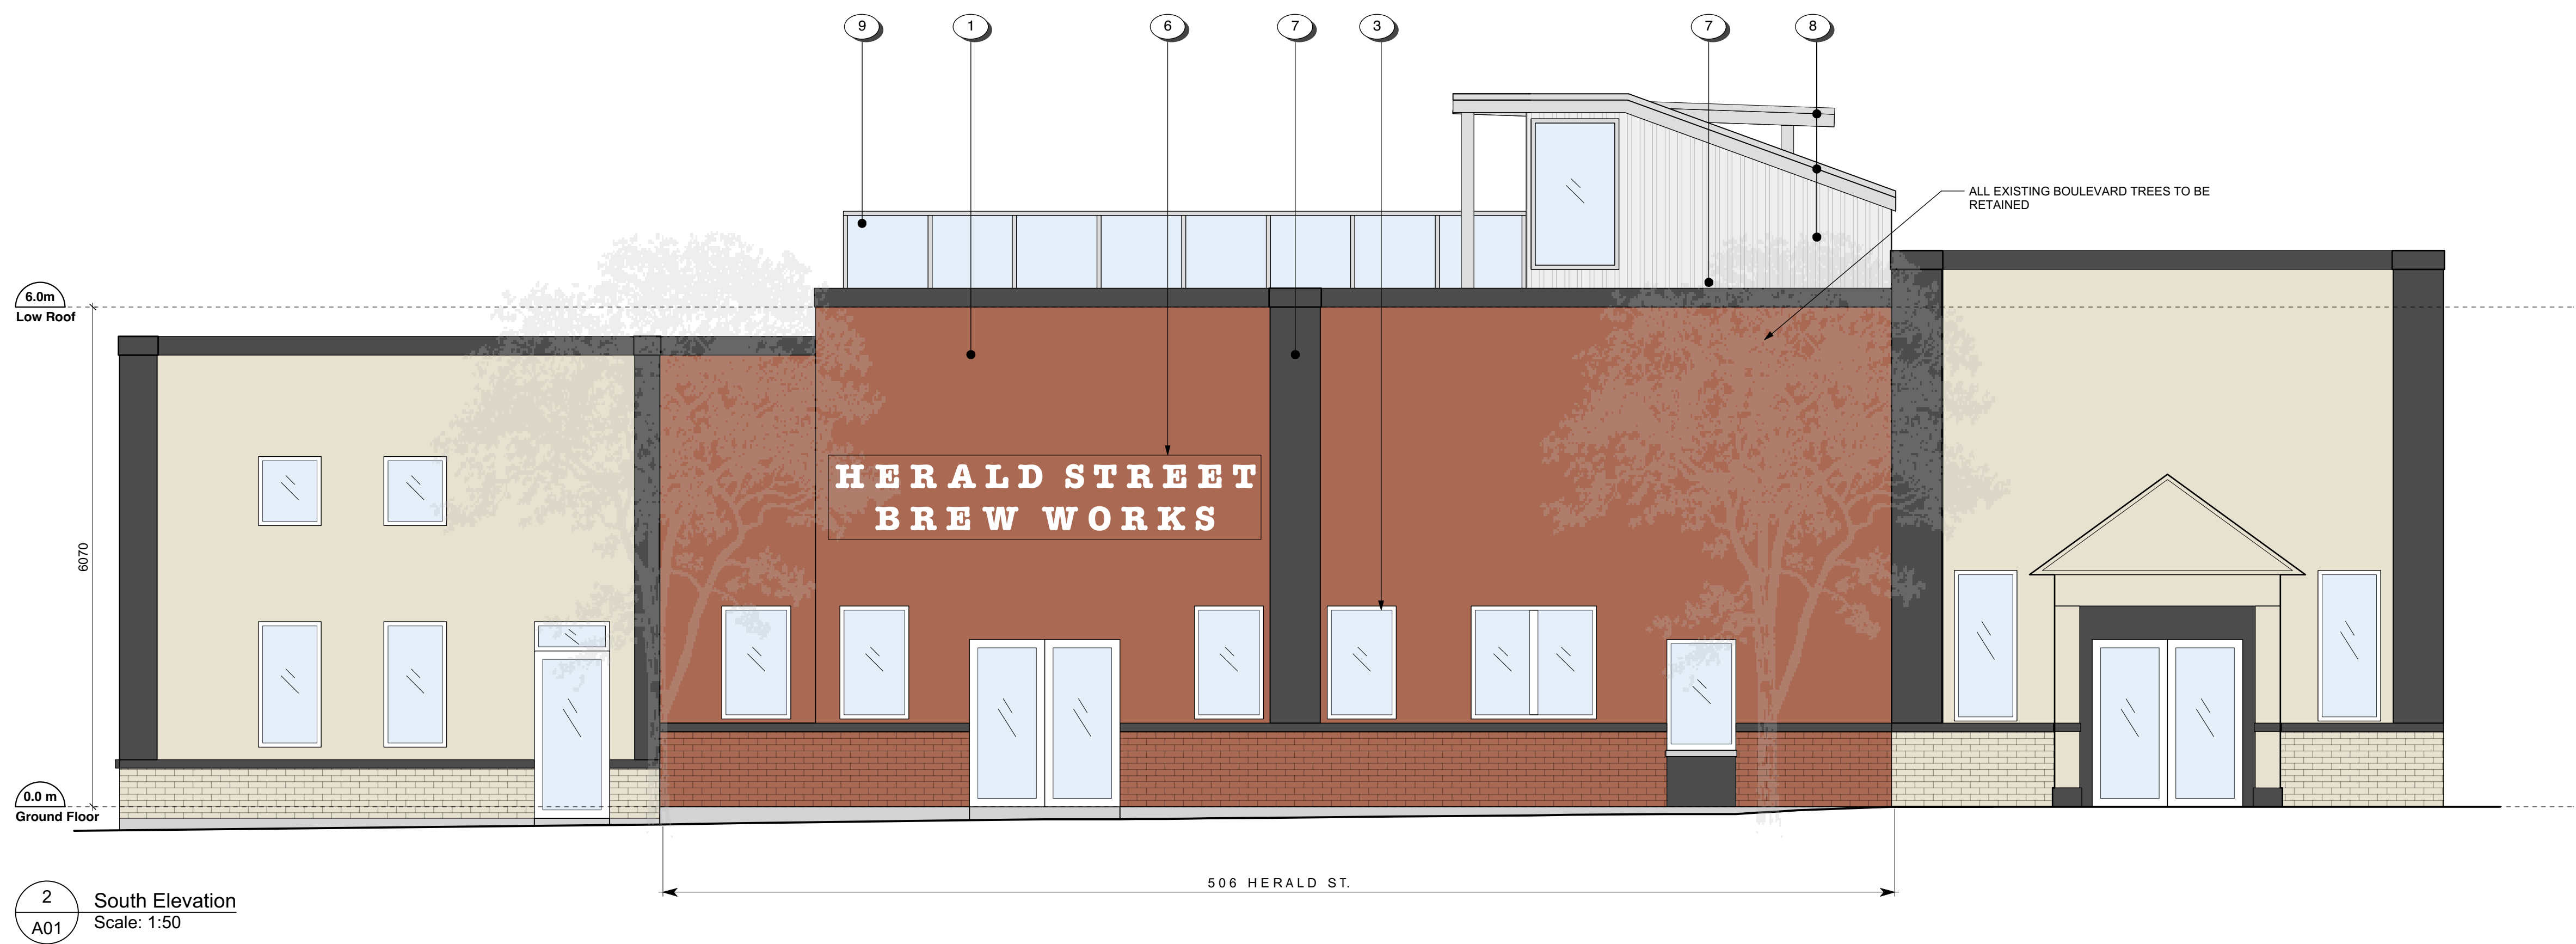 9
1
6
7
3
7
8
ALL EXISTING BOULEVARD TREES TO BE
RETAINED
6.0m
Low Roof
HERALD STREET
BREW WORKS
6070
0.0 m
Ground Floor
506 HERALD ST.
2
A01
South Elevation
Scale: 1:50